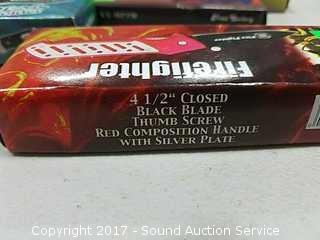 Firefighter
4 1/2" CLOSED
BLACK BLADE
THUMB SCREW
RED COMPOSITION HANDLE
WITH SILVER PLATE
Copyright 2017 - Sound Auction Service